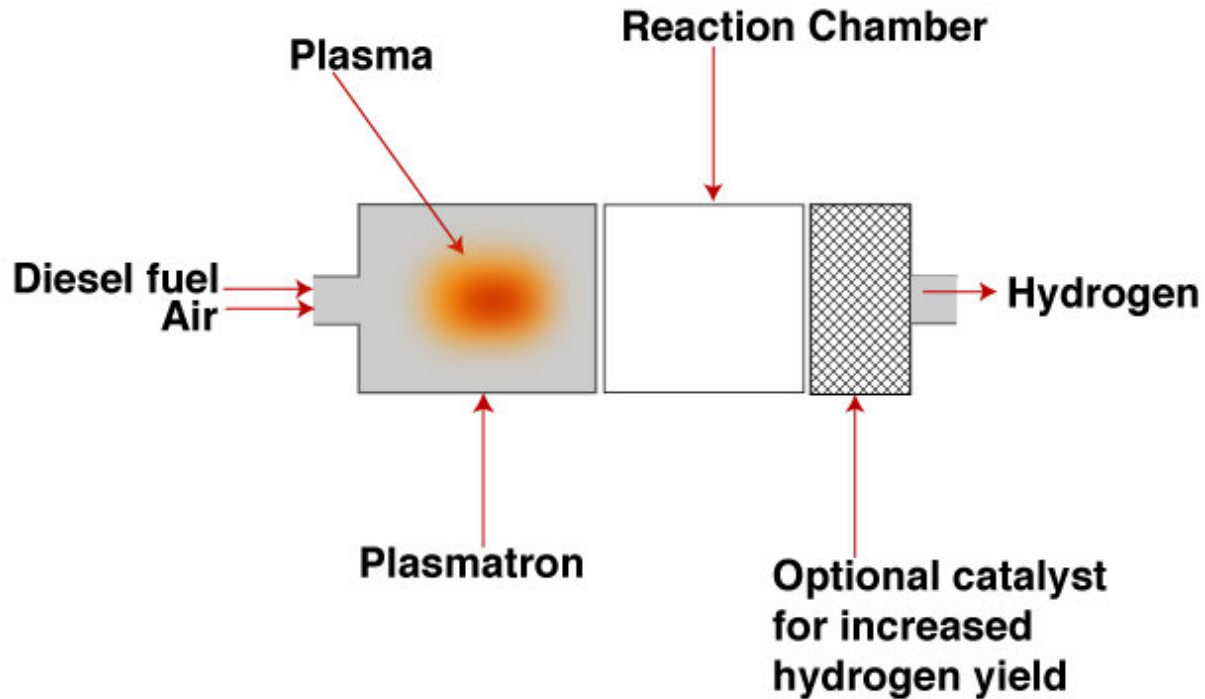 Reaction Chamber
Plasma
Diesel fuel
Air
Hydrogen
Plasmatron
Optional catalyst
for increased
hydrogen yield